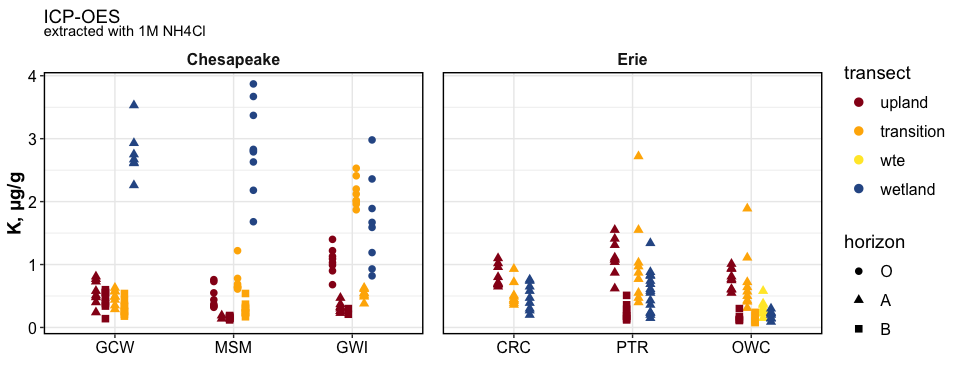 ICP-OES
extracted with 1M NH4Cl
Chesapeake
Erie
K, µg/g
4
3
2
1
0
GCW
MSM
GWI
CRC
PTR
OWC
transect
upland
transition
wte
wetland
horizon
O
A
B